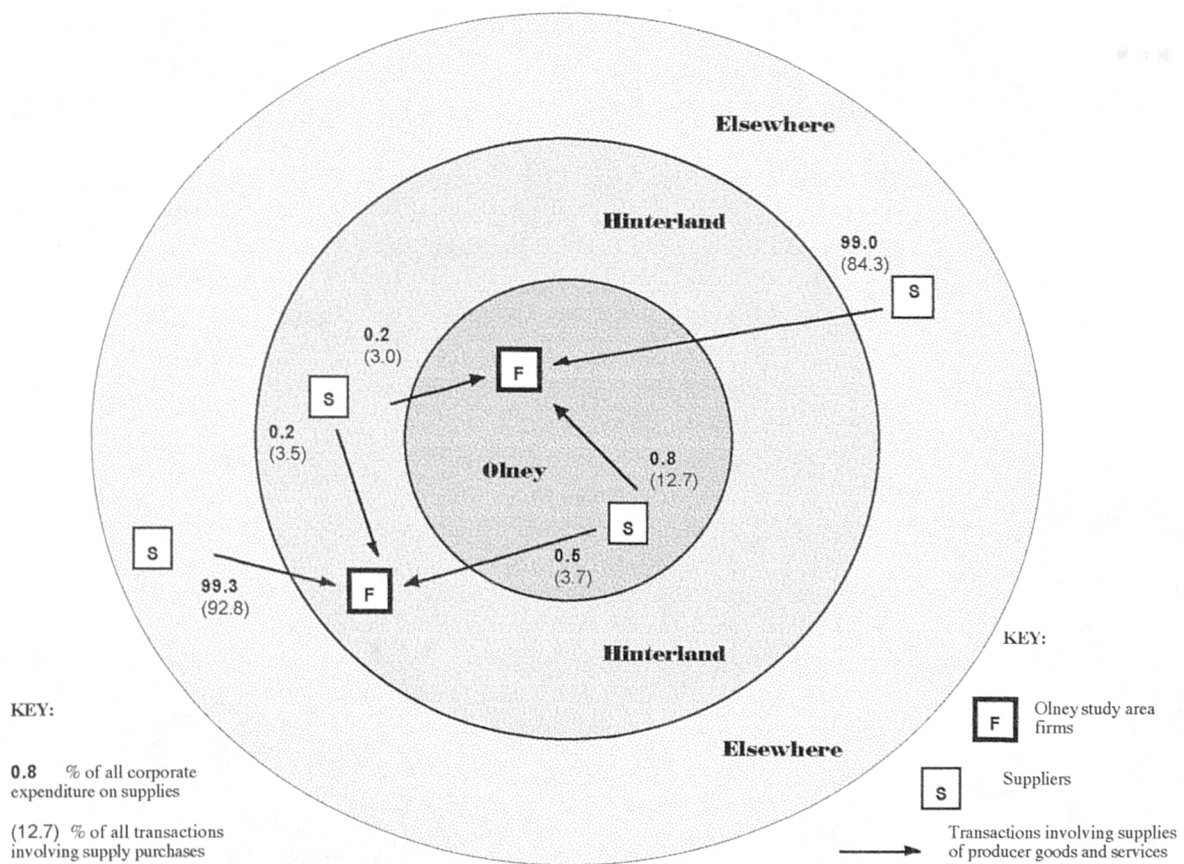 Elsewhere
Hinterland
99.0
(84.3)
S
0.2
(3.0)
F
S
0.2
(3.5)
Olney
0.8
(12.7)
S
S
0.5
(3.7)
99.3
(92.8)
F
Hinterland
Elsewhere
KEY:
0.8 % of all corporate
expenditure on supplies
(12.7) % of all transactions
involving supply purchases
KEY:
F Olney study area
firms
S Suppliers
Transactions involving supplies
of producer goods and services